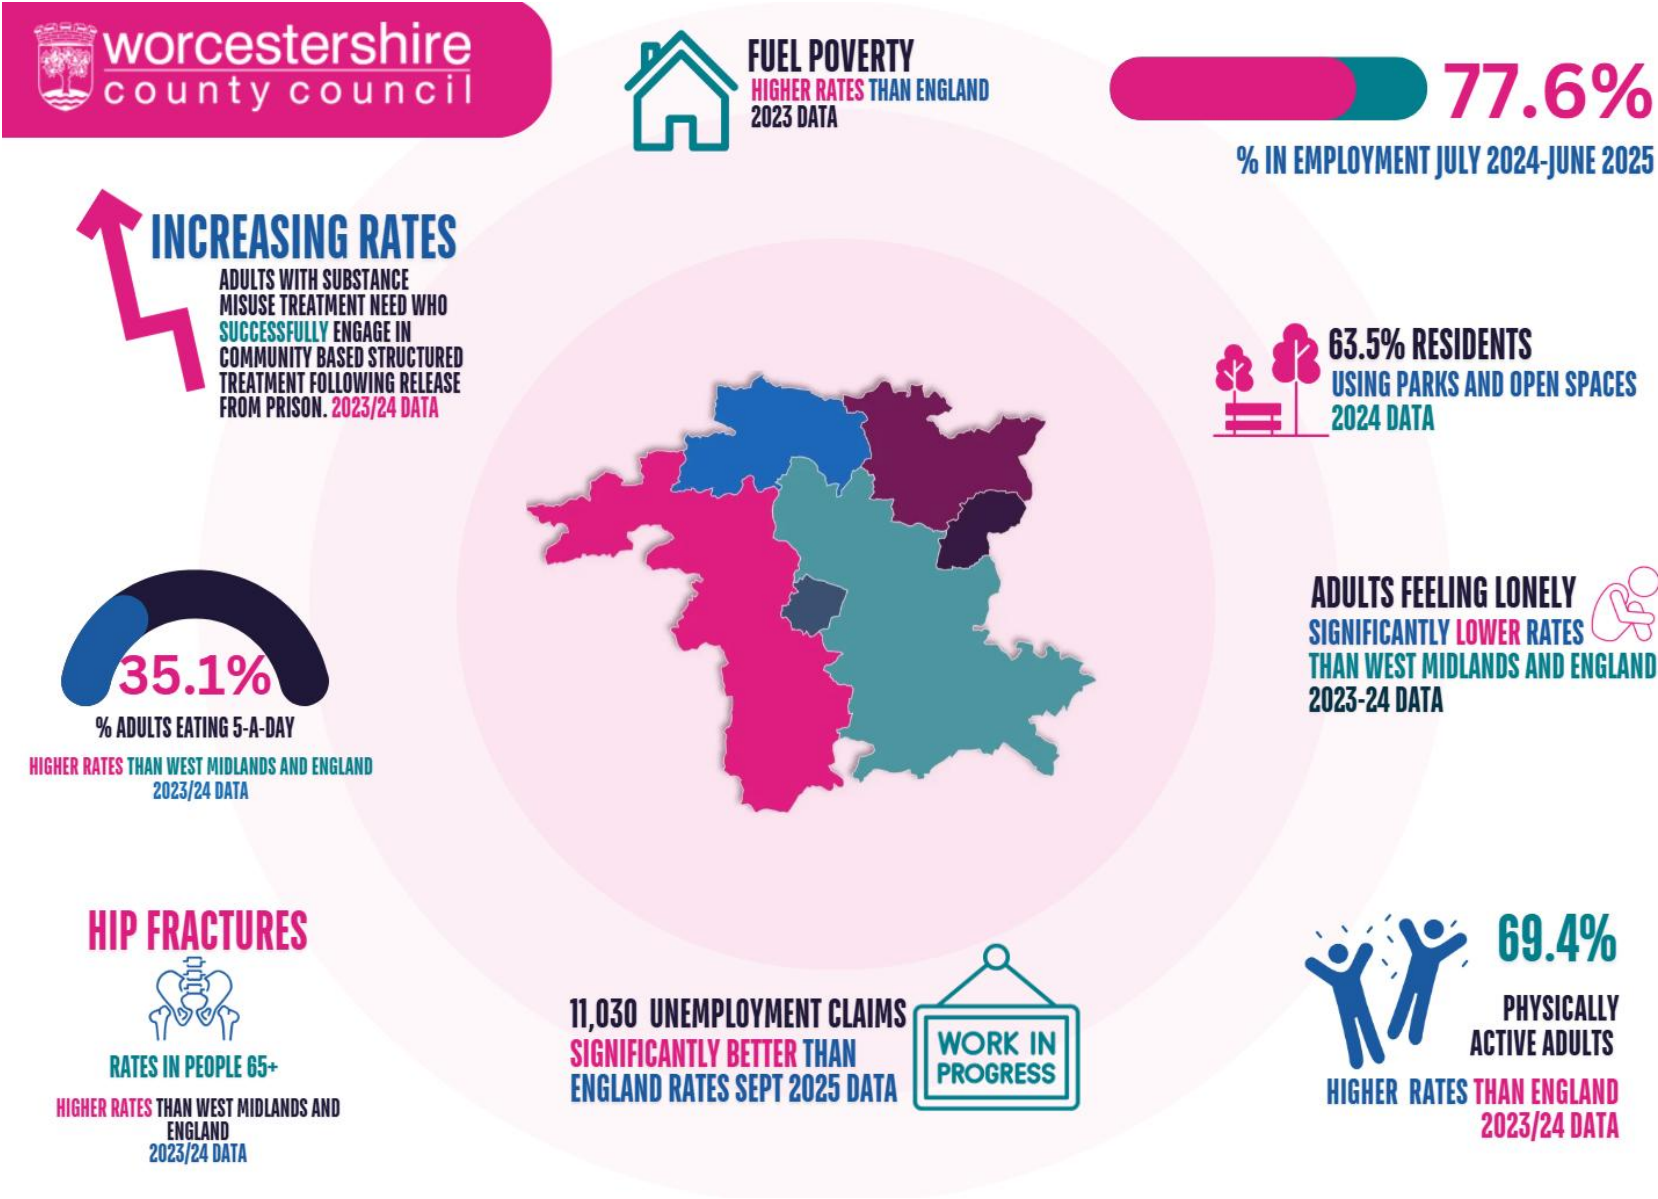 worcestershire
county council
FUEL POVERTY
HIGHER RATES THAN ENGLAND
2023 DATA
77.6%
% IN EMPLOYMENT JULY 2024-JUNE 2025
INCREASING RATES
ADULTS WITH SUBSTANCE
MISUSE TREATMENT NEED WHO
SUCCESSFULLY ENGAGE IN
COMMUNITY BASED STRUCTURED
TREATMENT FOLLOWING RELEASE
FROM PRISON. 2023/24 DATA
63.5% RESIDENTS
USING PARKS AND OPEN SPACES
2024 DATA
35.1%
% ADULTS EATING 5-A-DAY
HIGHER RATES THAN WEST MIDLANDS AND ENGLAND
2023/24 DATA
ADULTS FEELING LONELY
SIGNIFICANTLY LOWER RATES
THAN WEST MIDLANDS AND ENGLAND
2023-24 DATA
HIP FRACTURES
RATES IN PEOPLE 65+
HIGHER RATES THAN WEST MIDLANDS AND
ENGLAND
2023/24 DATA
11,030 UNEMPLOYMENT CLAIMS
SIGNIFICANTLY BETTER THAN
ENGLAND RATES SEPT 2025 DATA
WORK IN
PROGRESS
69.4%
PHYSICALLY
ACTIVE ADULTS
HIGHER RATES THAN ENGLAND
2023/24 DATA